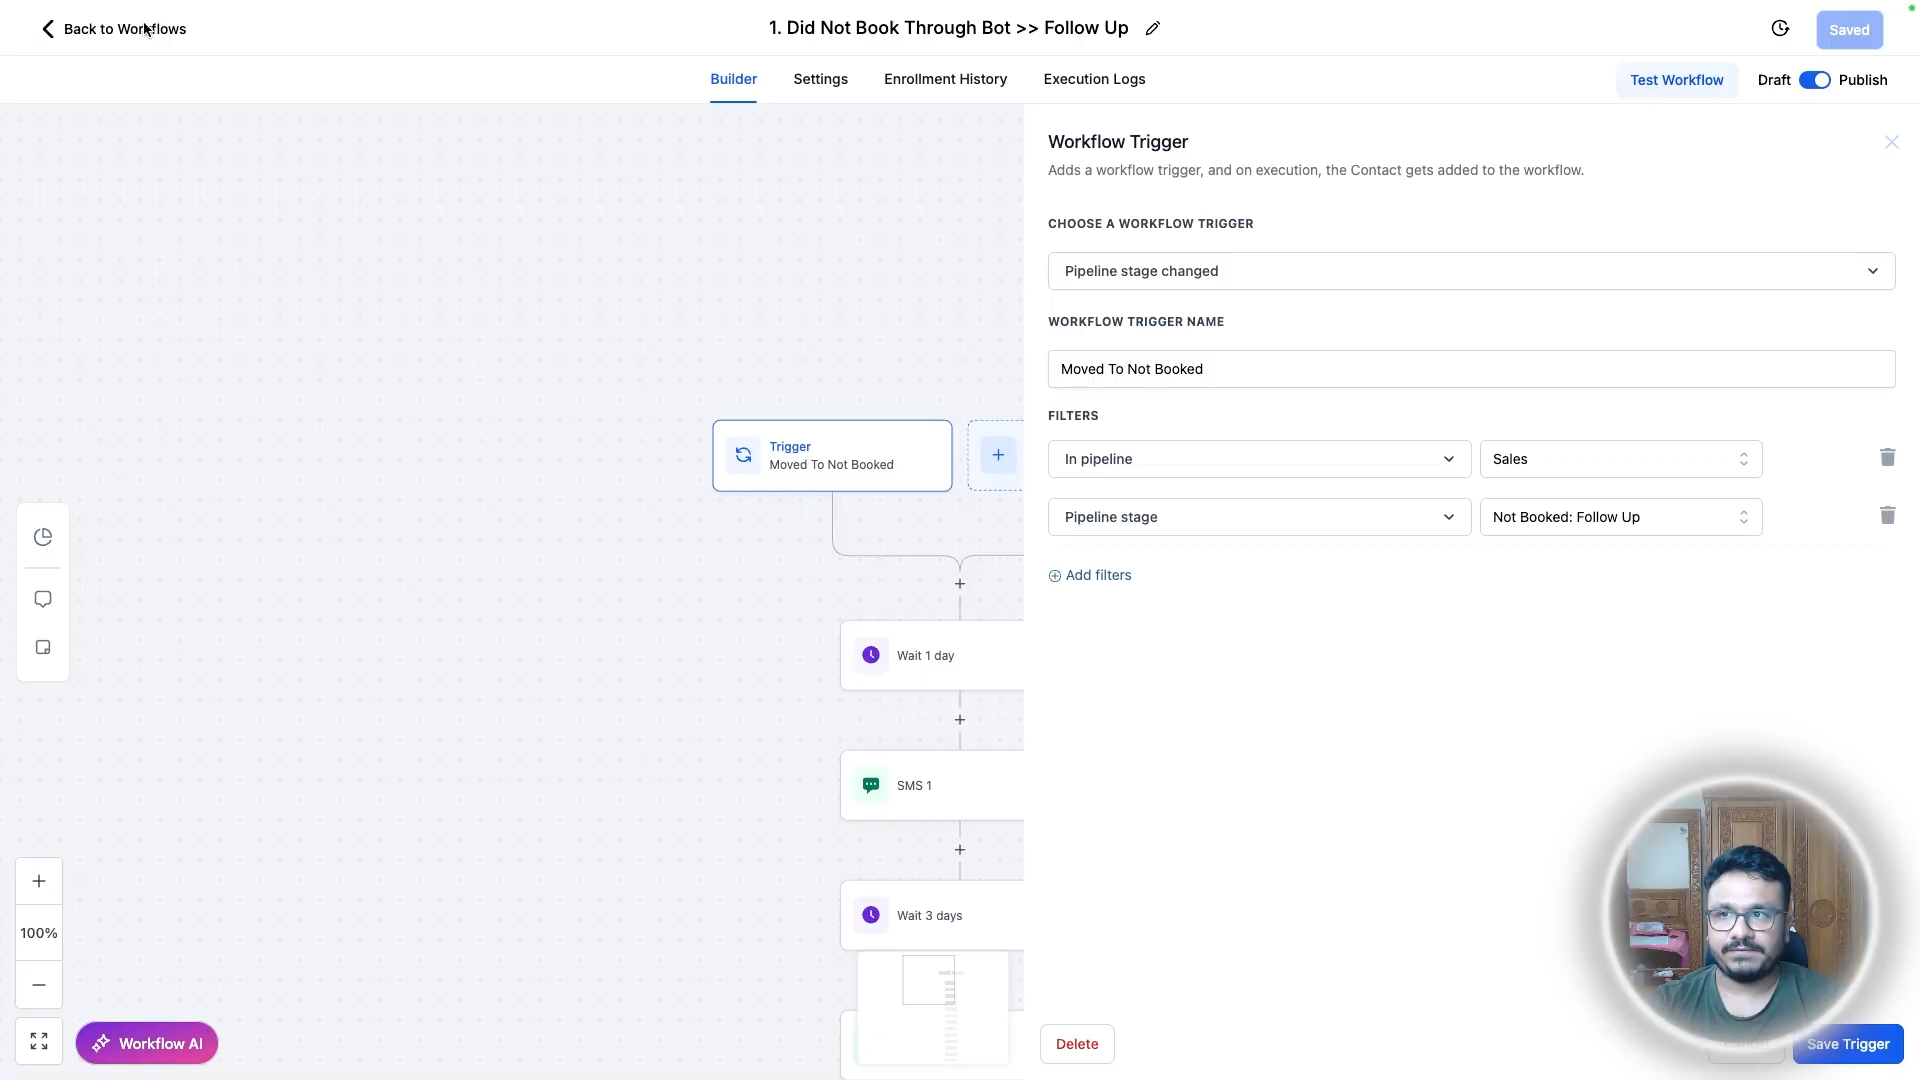 Back to Workflows
1. Did Not Book Through Bot >> Follow Up
Saved
Builder
Settings
Enrollment History
Execution Logs
Test Workflow
Draft
Publish
Workflow Trigger
Adds a workflow trigger, and on execution, the Contact gets added to the workflow.
CHOOSE A WORKFLOW TRIGGER
Pipeline stage changed
WORKFLOW TRIGGER NAME
Moved To Not Booked
FILTERS
In pipeline
Sales
Pipeline stage
Not Booked: Follow Up
Add filters
Trigger
Moved To Not Booked
Wait 1 day
SMS 1
Wait 3 days
100%
Workflow AI
Delete
Save Trigger